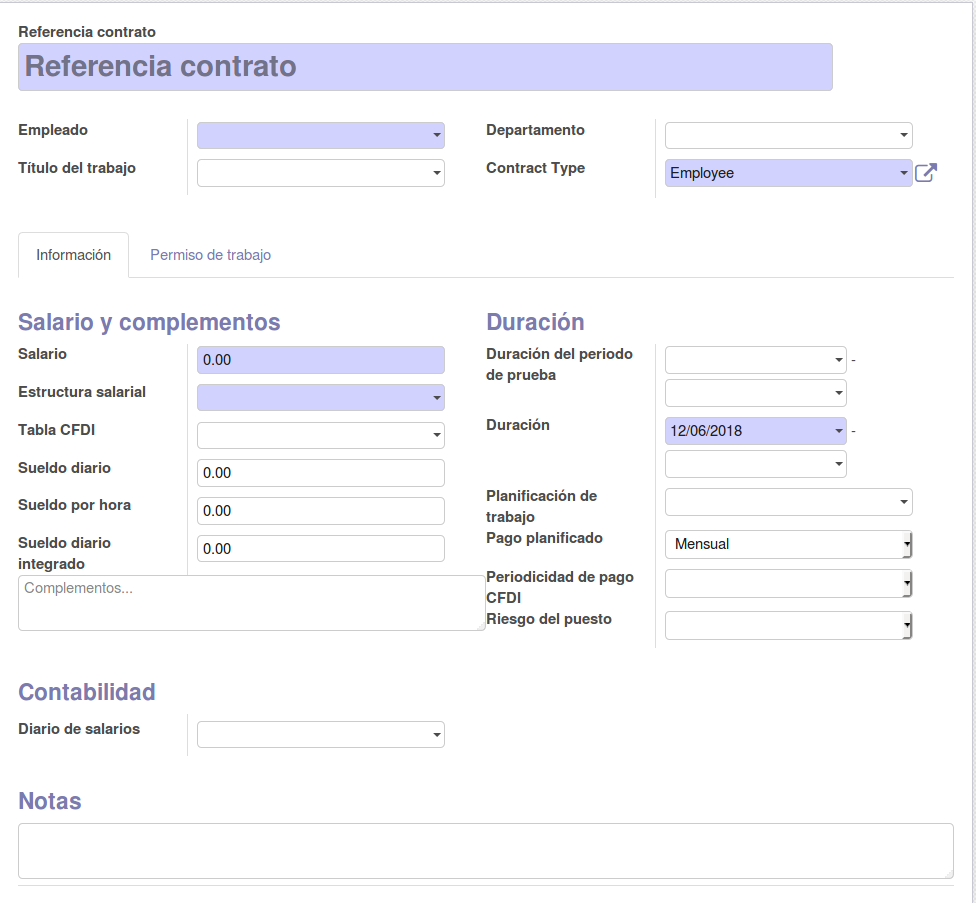 Referencia contrato
Referencia contrato
Empleado
Título del trabajo
Departamento
Contract Type
Employee
Información
Permiso de trabajo
Salario y complementos
Salario
0.00
Estructura salarial
Tabla CFDI
Sueldo diario
0.00
Sueldo por hora
0.00
Sueldo diario
integrado
0.00
Complementos...
Duración
Duración del periodo
de prueba
-
Duración
12/06/2018
-
Planificación de
trabajo
Pago planificado
Mensual
Periodicidad de pago
CFDI
Riesgo del puesto
Contabilidad
Diario de salarios
Notas